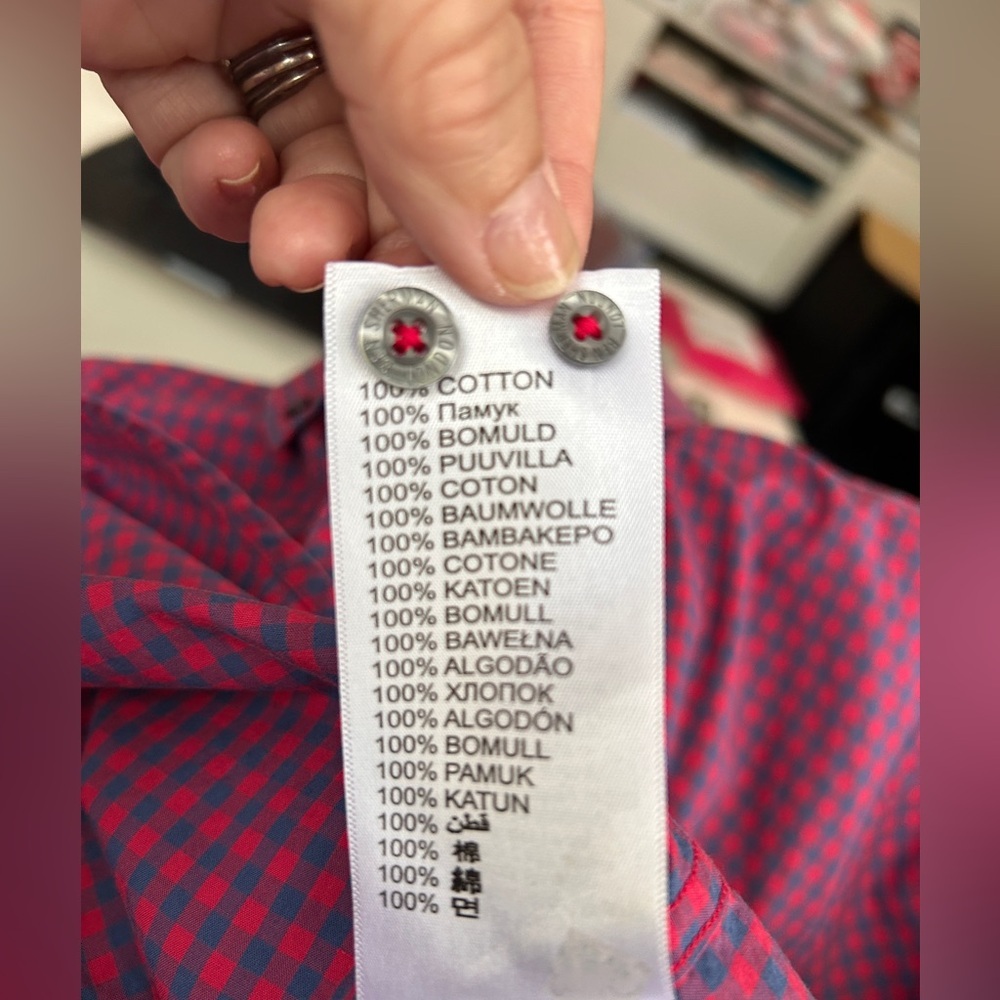 100% COTTON
100% Памук
100% BOMULD
100% PUUVILLA
100% COTON
100% BAUMWOLLE
100% BAMBAKEPO
100% COTONE
100% KATOEN
100% BOMULL
100% BAWEŁNA
100% ALGODÃO
100% ХЛОПОК
100% ALGODÓN
100% BOMULL
100% PAMUK
100% KATUN
100% قطن
100% 棉
100% 綿
100% 면